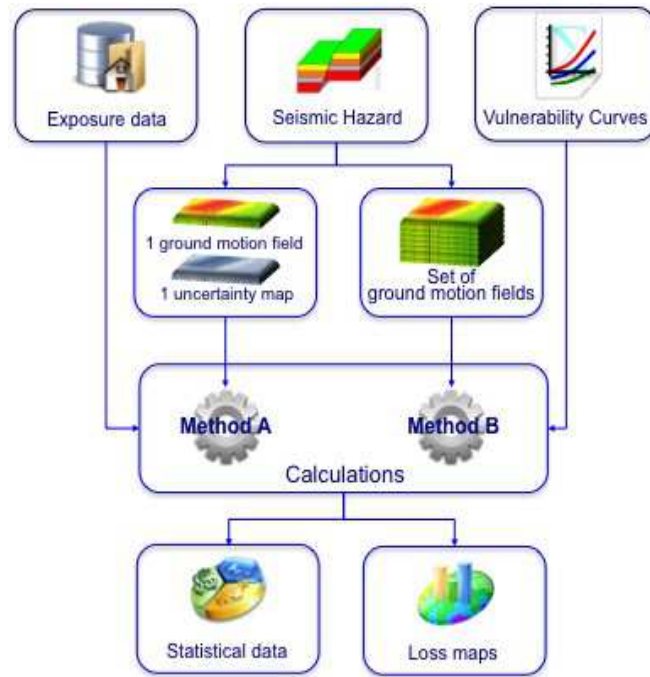 Exposure data
Seismic Hazard
Vulnerability Curves
1 ground motion field
1 uncertainty map
Set of
ground motion fields
Method A
Method B
Calculations
Statistical data
Loss maps